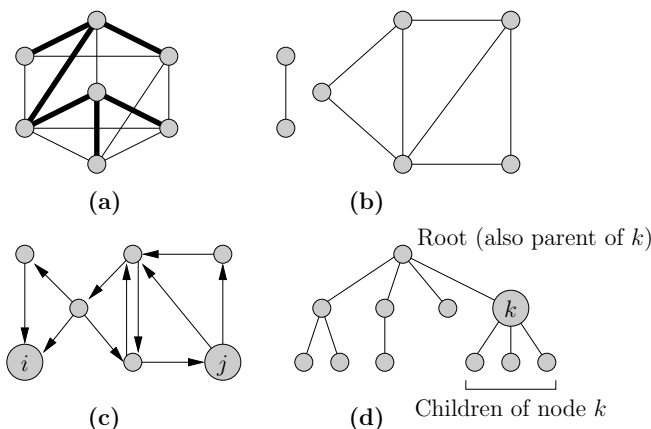 (a)
(b)
Root (also parent of k)
k
i
j
Children of node k
(c)
(d)